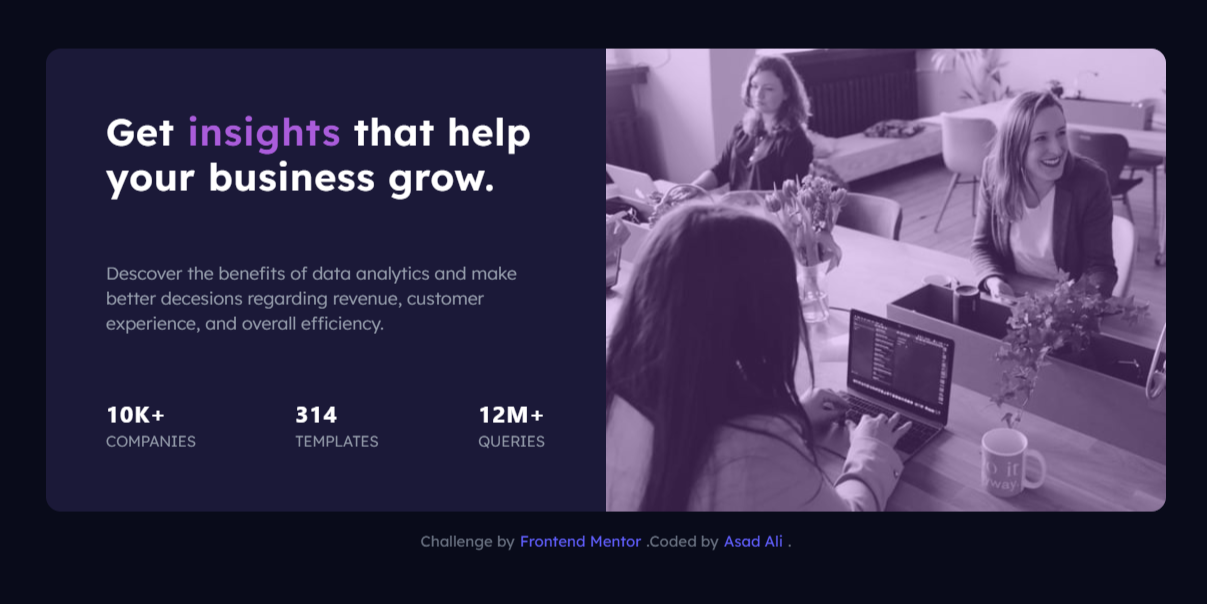 Get insights that help
your business grow.
Descover the benefits of data analytics and make
better decesions regarding revenue, customer
experience, and overall efficiency.
10K+ 314 12M+
COMPANIES TEMPLATES QUERIES
do it
Challenge by Frontend Mentor .Coded by Asad Ali .